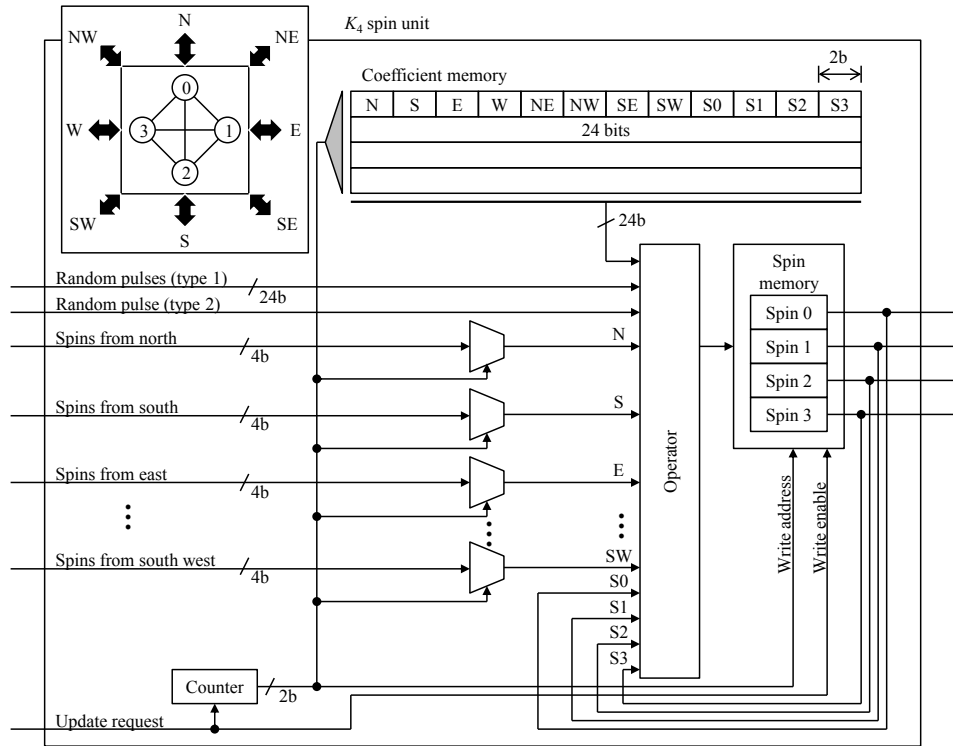 K4 spin unit
N
NW
NE
W
E
SW
SE
S
0
3
1
2
Coefficient memory
2b
N S E W NE NW SE SW S0 S1 S2 S3
24 bits
24b
Random pulses (type 1)
24b
Random pulse (type 2)
Spins from north
4b
N
Spins from south
4b
S
Spins from east
4b
E
Spins from south west
4b
SW
S0
S1
S2
S3
Operator
Spin memory
Spin 0
Spin 1
Spin 2
Spin 3
Write address
Write enable
Counter
2b
Update request